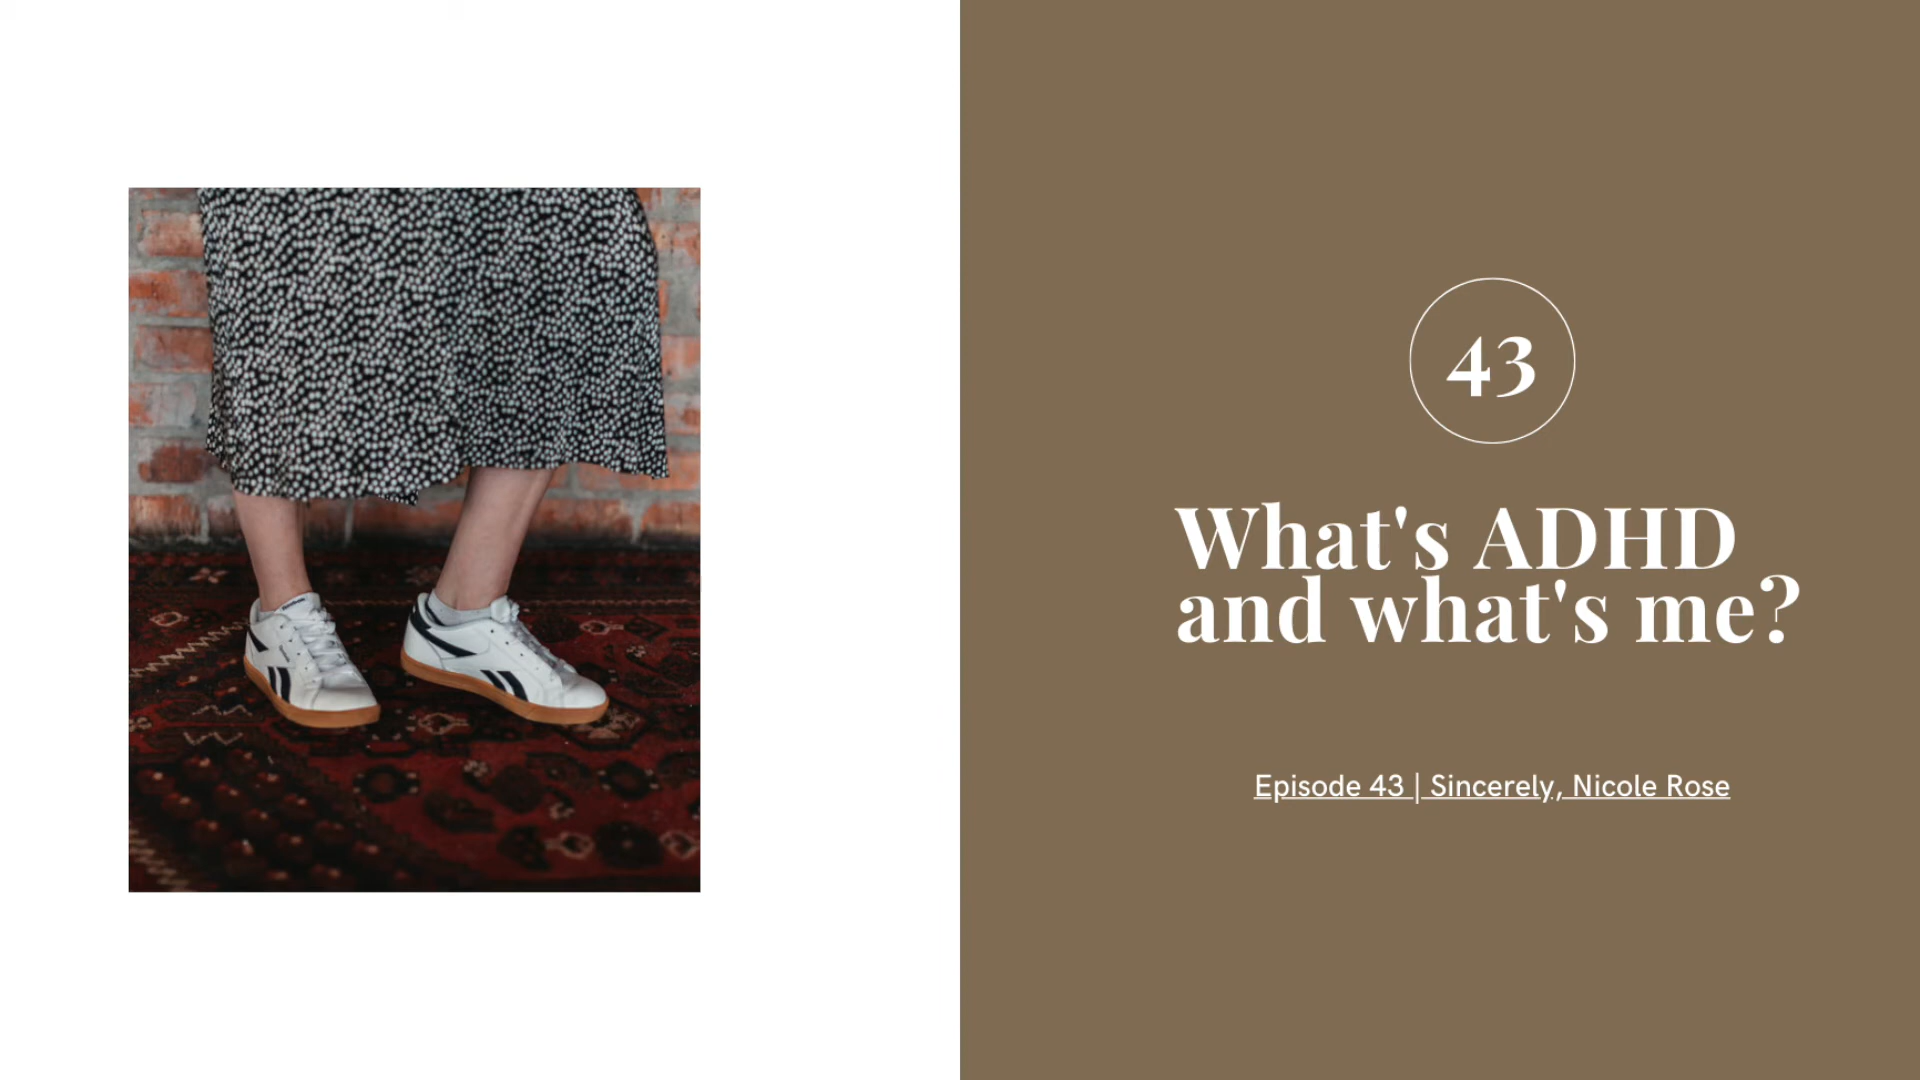 43
What's ADHD
and what's me?
Episode 43 | Sincerely, Nicole Rose